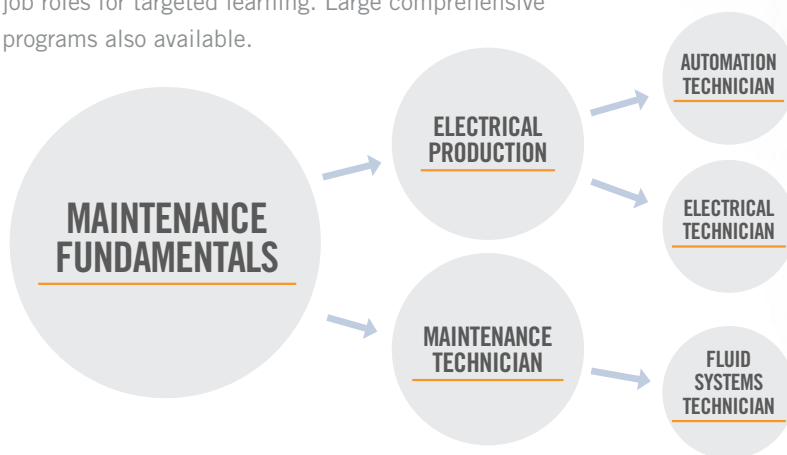 job roles for targeted learning. Large comprehensive
programs also available.
MAINTENANCE
FUNDAMENTALS
ELECTRICAL
PRODUCTION
MAINTENANCE
TECHNICIAN
AUTOMATION
TECHNICIAN
ELECTRICAL
TECHNICIAN
FLUID
SYSTEMS
TECHNICIAN